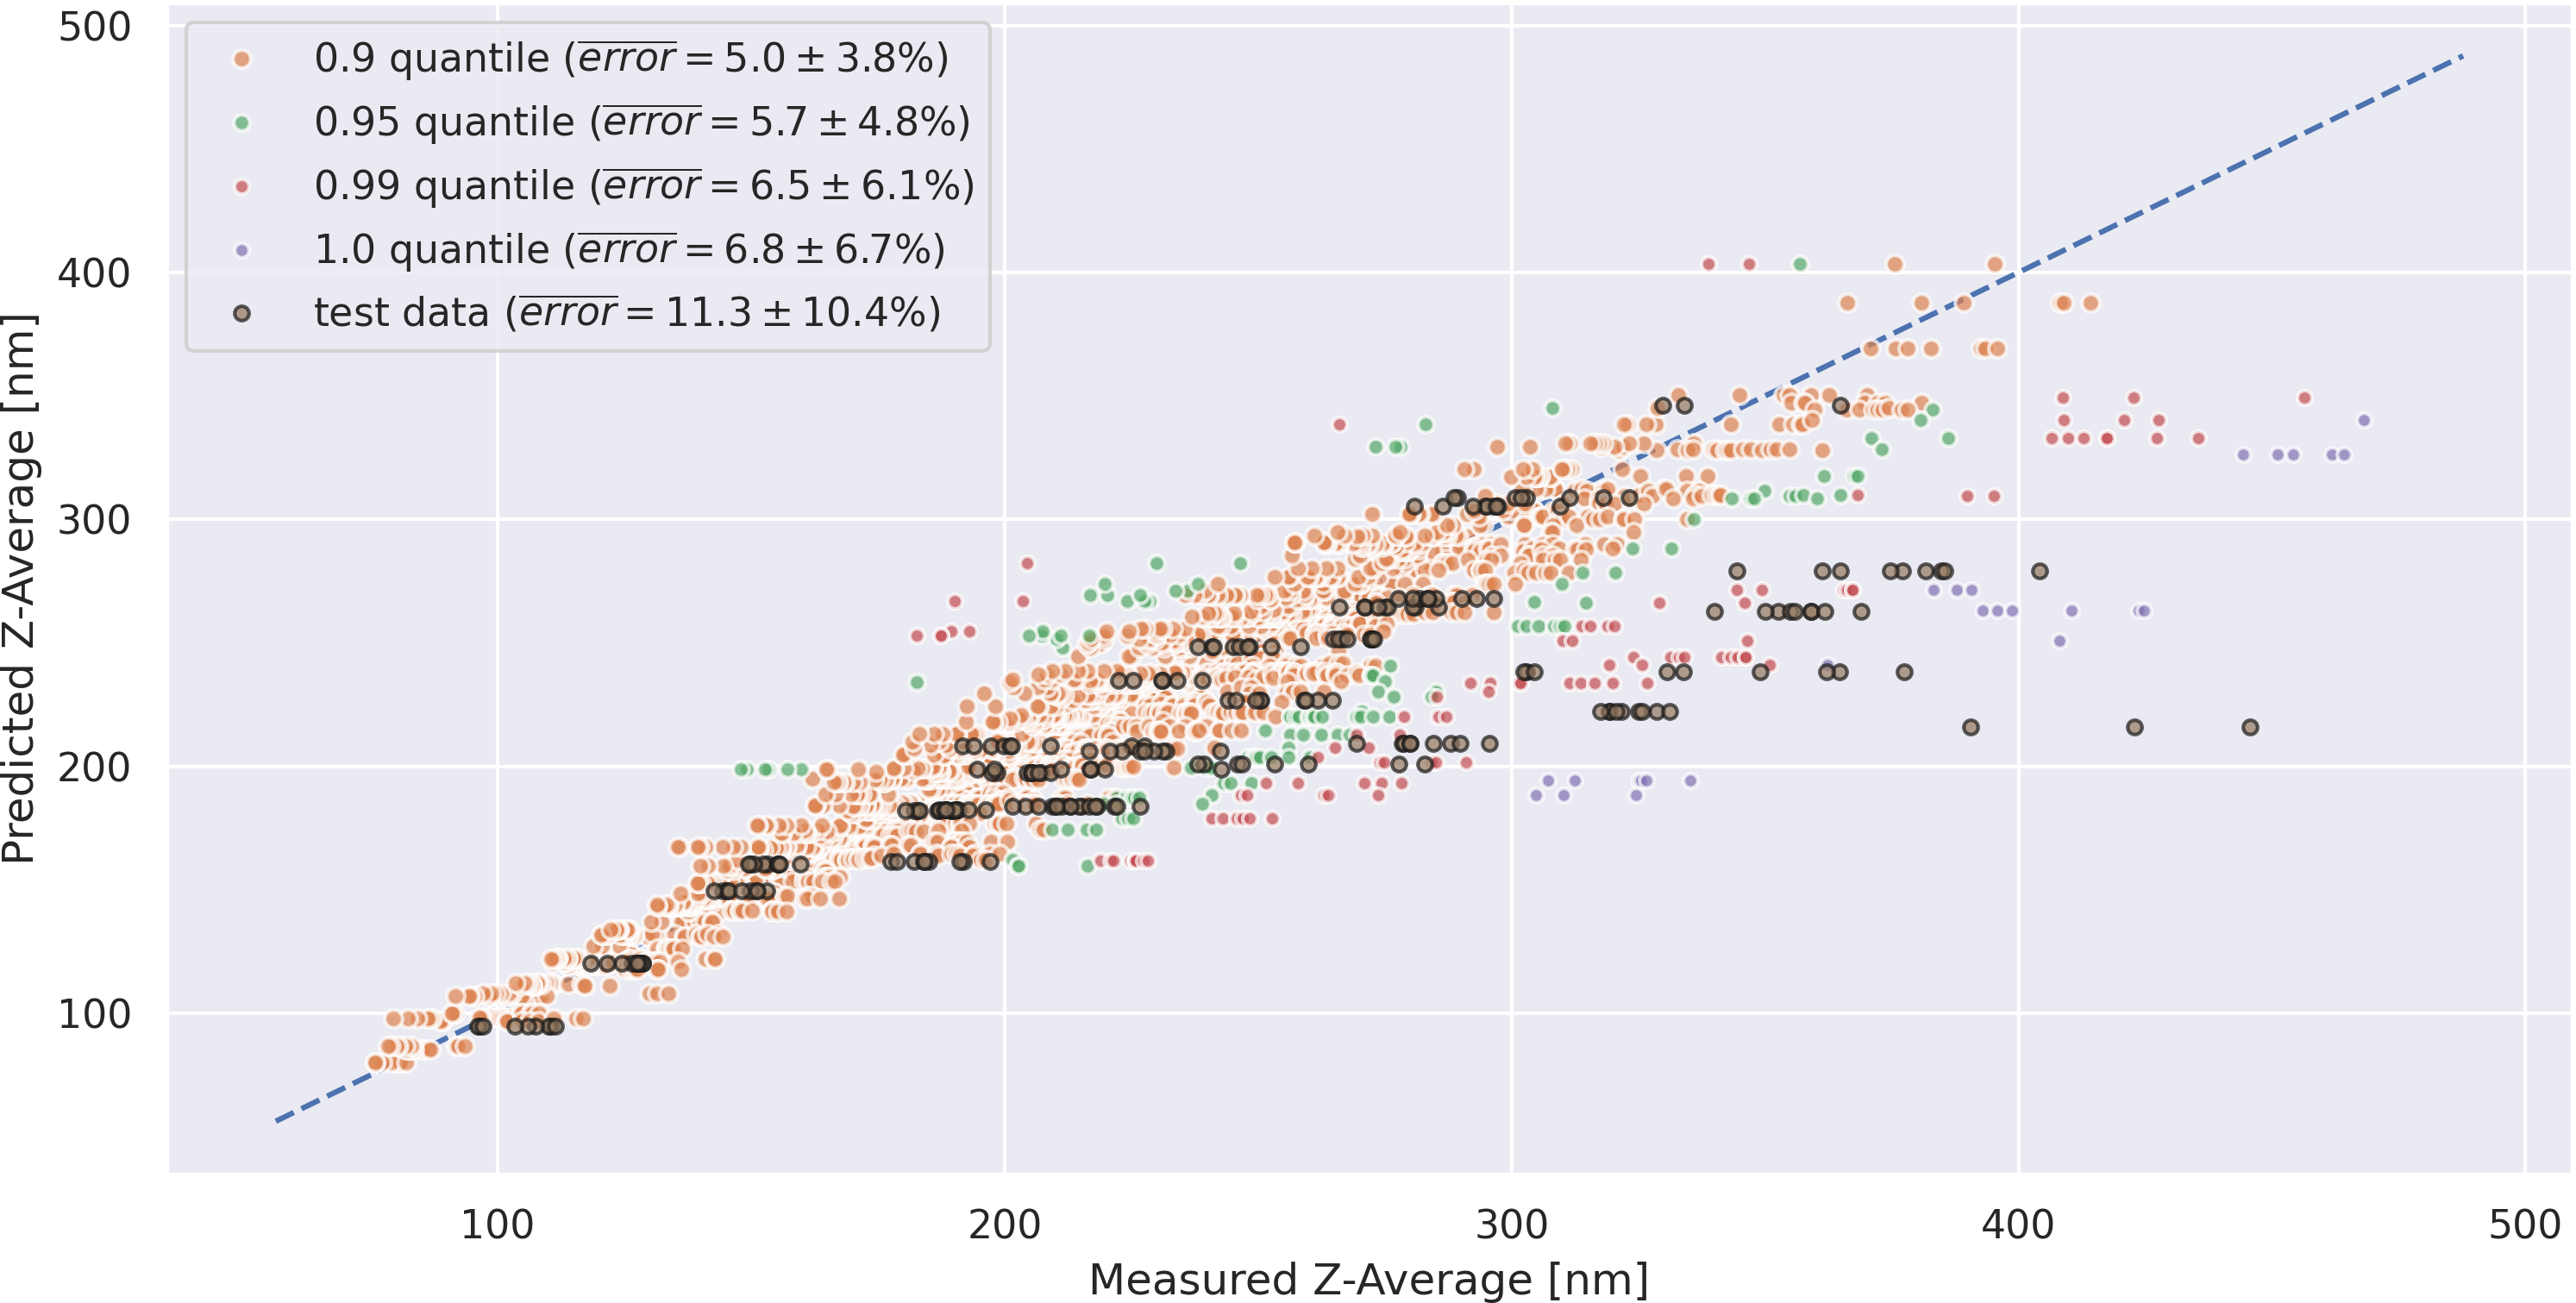 0.9 quantile (error = 5.0 ± 3.8%)
0.95 quantile (error = 5.7 ± 4.8%)
0.99 quantile (error = 6.5 ± 6.1%)
1.0 quantile (error = 6.8 ± 6.7%)
test data (error = 11.3 ± 10.4%)
Predicted Z-Average [nm]
500
400
300
200
100
100 200 300 400 500
Measured Z-Average [nm]